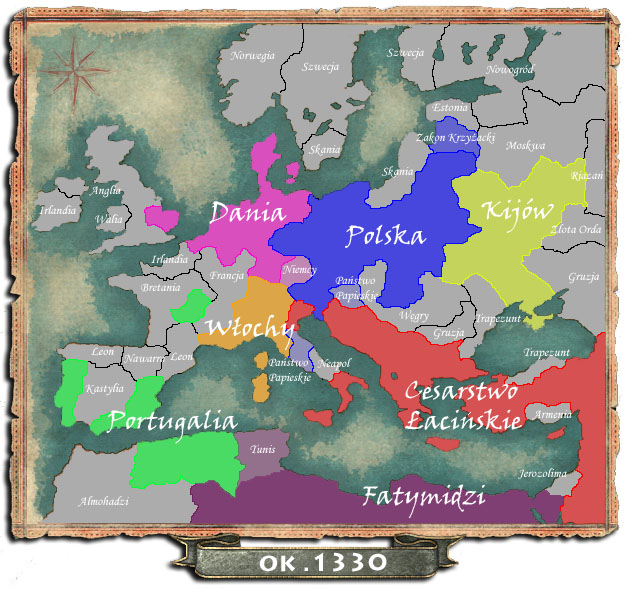 Norwegia
Szwecja
Szwecja
Nowogród
Estonia
Zakon Krzyżacki
Moskwa
Skania
Skania
Riazań
Anglia
Irlandia
Walia
Dania
Polska
Kijów
Złota Orda
Irlandia
Francja
Niemcy
Bretania
Państwo
Papieskie
Gruzja
Węgry
Trapezunt
Gruzja
Włochy
Leon
Nawarra
Leon
Państwo
Papieskie
Neapol
Trapezunt
Kastylia
Cesarstwo
Łacińskie
Armenia
Portugalia
Tunis
Jerozolima
Almohadzi
Fatymidzi
OK.1330